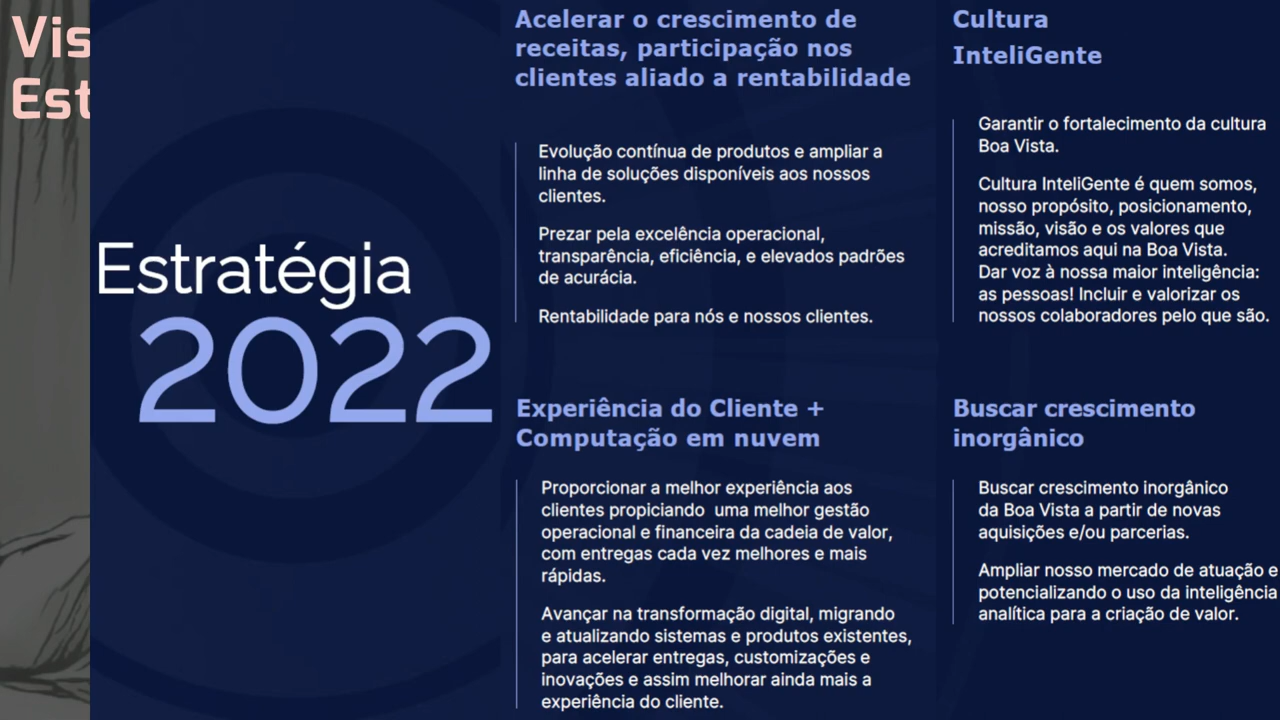 Vis
Est
Estratégia
2022
Acelerar o crescimento de
receitas, participação nos
clientes aliado a rentabilidade
Evolução contínua de produtos e ampliar a
linha de soluções disponíveis aos nossos
clientes.
Prezar pela excelência operacional,
transparência, eficiência, e elevados padrões
de acurácia.
Rentabilidade para nós e nossos clientes.
Cultura
InteliGente
Garantir o fortalecimento da cultura
Boa Vista.
Cultura InteliGente é quem somos,
nosso propósito, posicionamento,
missão, visão e os valores que
acreditamos aqui na Boa Vista.
Dar voz à nossa maior inteligência:
as pessoas! Incluir e valorizar os
nossos colaboradores pelo que são.
Experiência do Cliente +
Computação em nuvem
Proporcionar a melhor experiência aos
clientes propiciando uma melhor gestão
operacional e financeira da cadeia de valor,
com entregas cada vez melhores e mais
rápidas.
Avançar na transformação digital, migrando
e atualizando sistemas e produtos existentes,
para acelerar entregas, customizações e
inovações e assim melhorar ainda mais a
experiência do cliente.
Buscar crescimento
inorgânico
Buscar crescimento inorgânico
da Boa Vista a partir de novas
aquisições e/ou parcerias.
Ampliar nosso mercado de atuação e
potencializando o uso da inteligência
analítica para a criação de valor.